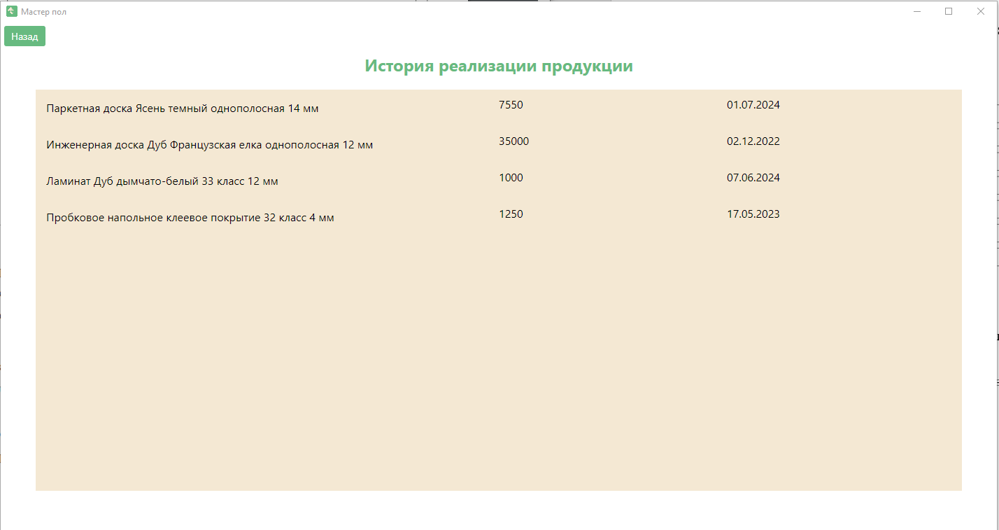 Мастер пол
Назад
История реализации продукции
Паркетная доска Ясень темный однополосная 14 мм 7550 01.07.2024
Инженерная доска Дуб Французская елка однополосная 12 мм 35000 02.12.2022
Ламинат Дуб дымчато-белый 33 класс 12 мм 1000 07.06.2024
Пробковое напольное клеевое покрытие 32 класс 4 мм 1250 17.05.2023